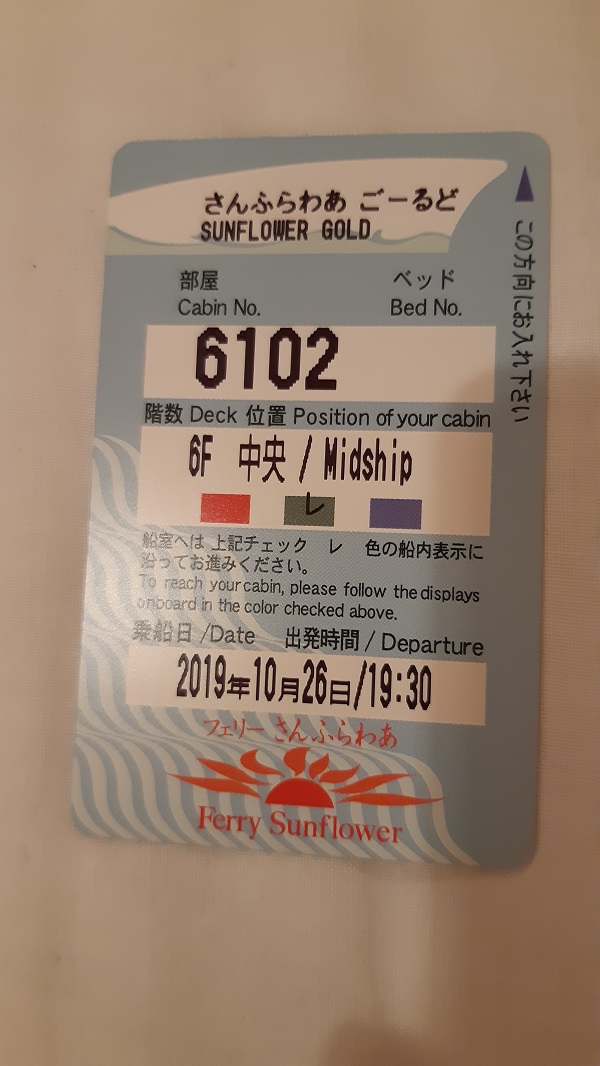 さんふらわあ ごーるど
SUNFLOWER GOLD
この方向にお入れ下さい
部屋 ベッド
Cabin No. Bed No.
6102
階数 Deck 位置 Position of your cabin
6F 中央 / Midship
レ
船室へは 上記チェック レ 色の船内表示に
沿ってお進みください。
To reach your cabin, please follow the displays
onboard in the color checked above.
乗船日 /Date 出発時間 / Departure
2019年10月26日/19:30
フェリーさんふらわあ
Ferry Sunflower